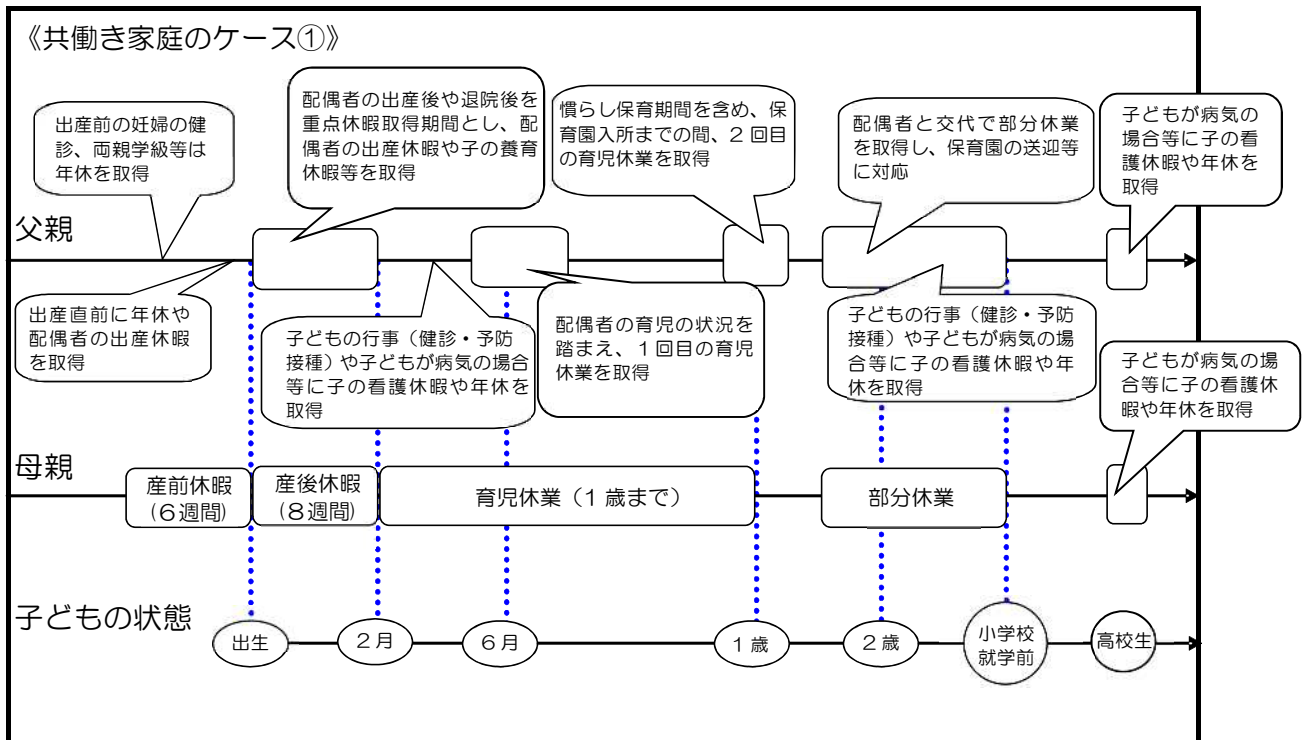 《共働き家庭のケース①》
出産前の妊婦の健
診、両親学級等は
年休を取得
配偶者の出産後や退院後を
重点休暇取得期間とし、配
偶者の出産休暇や子の養育
休暇等を取得
慣らし保育期間を含め、保
育園入所までの間、２回目
の育児休業を取得
配偶者と交代で部分休業
を取得し、保育園の送迎等
に対応
子どもが病気の
場合等に子の看
護休暇や年休を
取得
父親
出産直前に年休や
配偶者の出産休暇
を取得
子どもの行事（健診・予防
接種）や子どもが病気の場合
等に子の看護休暇や年休を
取得
配偶者の育児の状況を
踏まえ、１回目の育児
休業を取得
子どもの行事（健診・予防
接種）や子どもが病気の場
合等に子の看護休暇や年
休を取得
子どもが病気の場
合等に子の看護休
暇や年休を取得
母親
産前休暇
(６週間)
産後休暇
(８週間)
育児休業（１歳まで）
部分休業
子どもの状態
出生
２月
６月
１歳
２歳
小学校
就学前
高校生